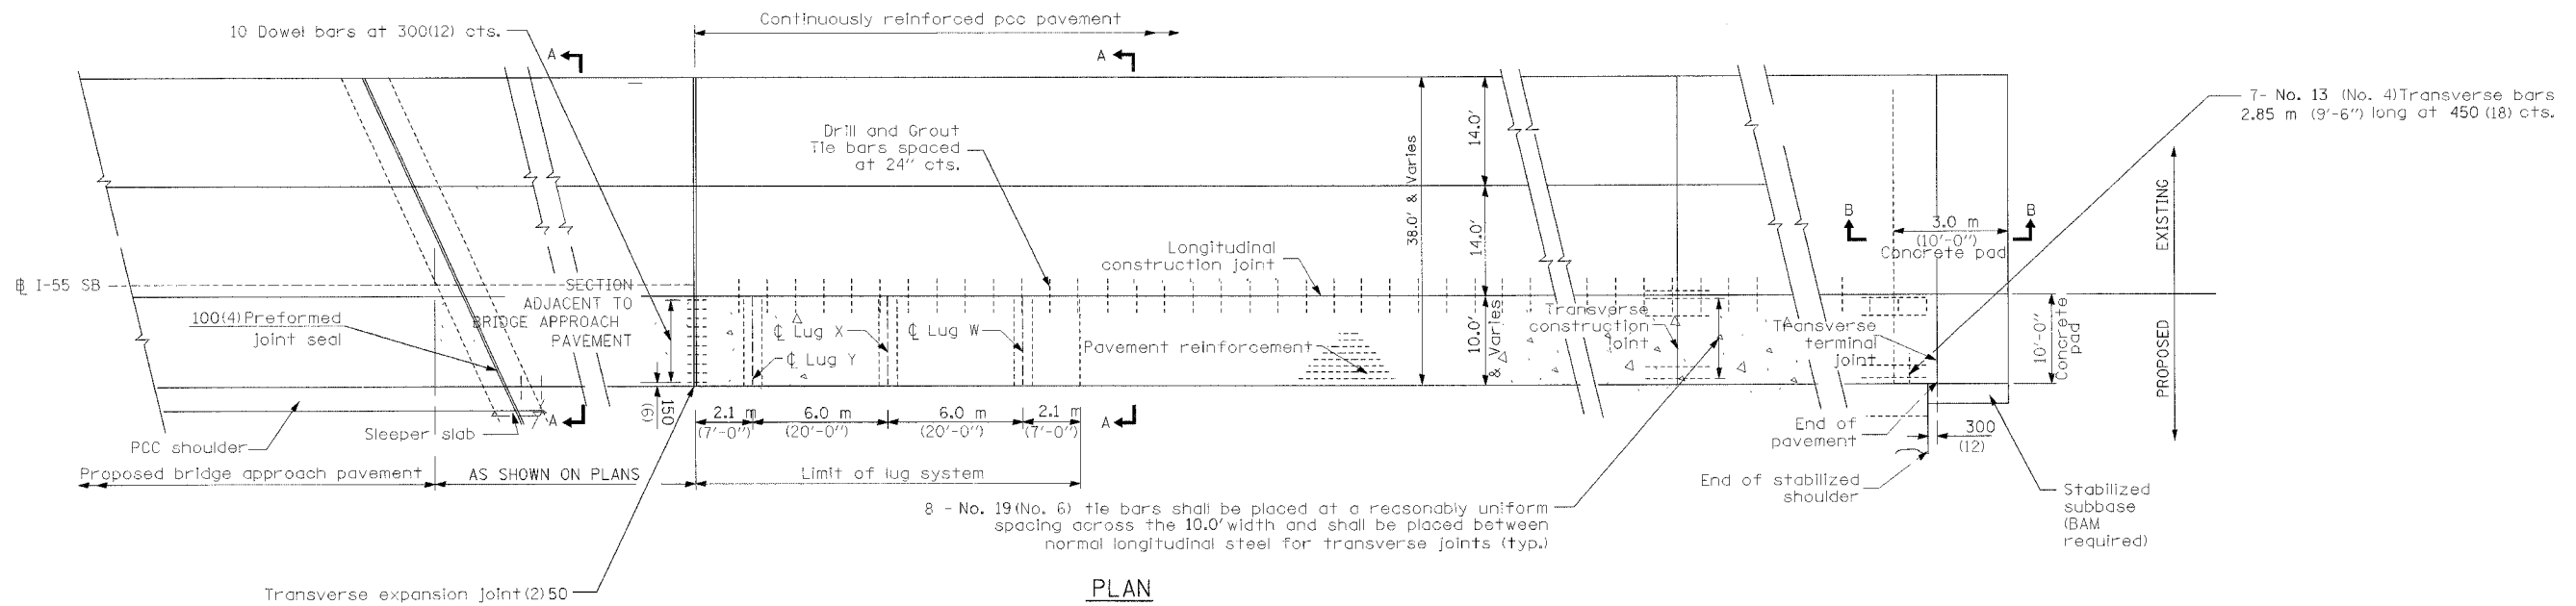 Continuously reinforced pcc pavement
10 Dowel bars at 300(12) cts.
A
A
7- No. 13 (No. 4)Transverse bars
2.85 m (9'-6") long at 450 (18) cts.
Drill and Grout
Tie bars spaced
at 24" cts.
38.0' & Varies
14.0'
14.0'
10.0'
& Varies
EXISTING
PROPOSED
B
B
3.0 m
(10'-0")
Concrete pad
Longitudinal
construction joint
℄ I-55 SB
SECTION
ADJACENT TO
BRIDGE APPROACH
PAVEMENT
100(4)Preformed
joint seal
℄ Lug X
℄ Lug W
℄ Lug Y
Pavement reinforcement
Transverse
construction
joint
Transverse
terminal
joint
10'-0"
Concrete
pad
150
(6)
2.1 m
(7'-0")
6.0 m
(20'-0")
6.0 m
(20'-0")
2.1 m
(7'-0")
A
A
PCC shoulder
Sleeper slab
End of
pavement
300
(12)
Proposed bridge approach pavement
AS SHOWN ON PLANS
Limit of lug system
End of stabilized
shoulder
Stabilized
subbase
(BAM
required)
8 - No. 19(No. 6) tie bars shall be placed at a recsonably uniform
spacing across the 10.0' width and shall be placed between
normal longitudinal steel for transverse joints (typ.)
Transverse expansion joint(2)50
PLAN